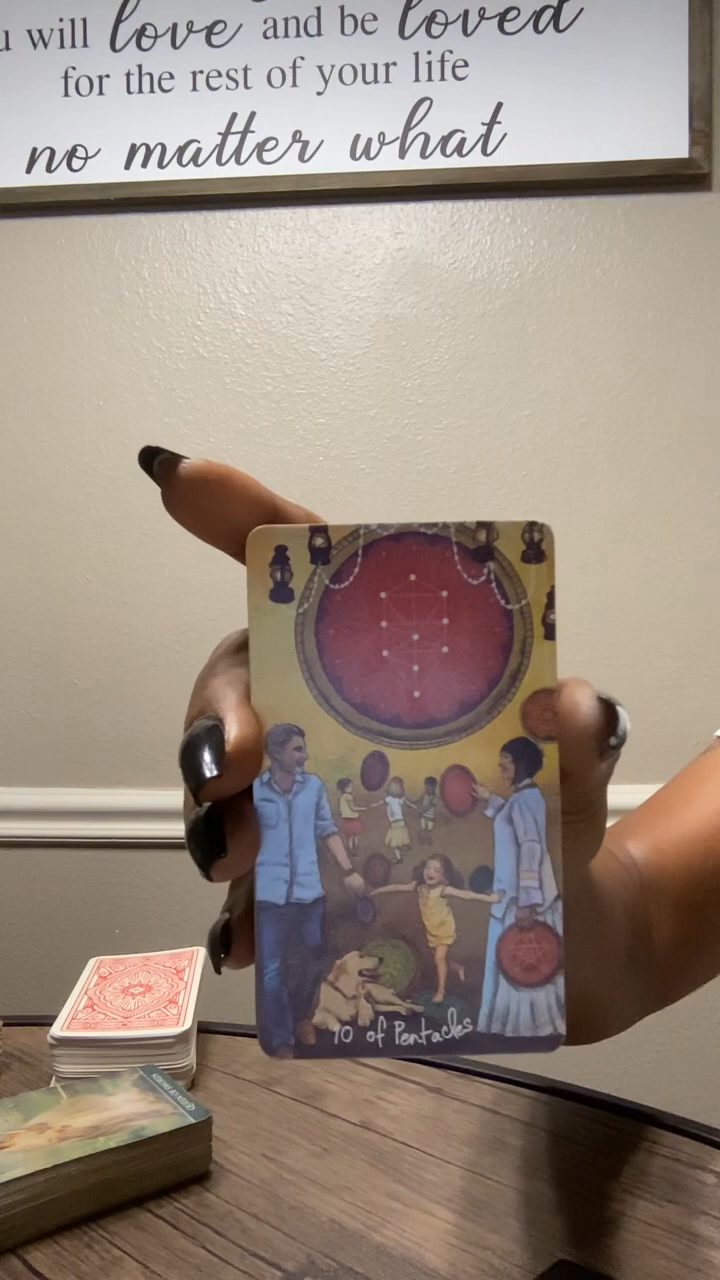 will love and be loved
for the rest of your life
no matter what
10 of Pentacles